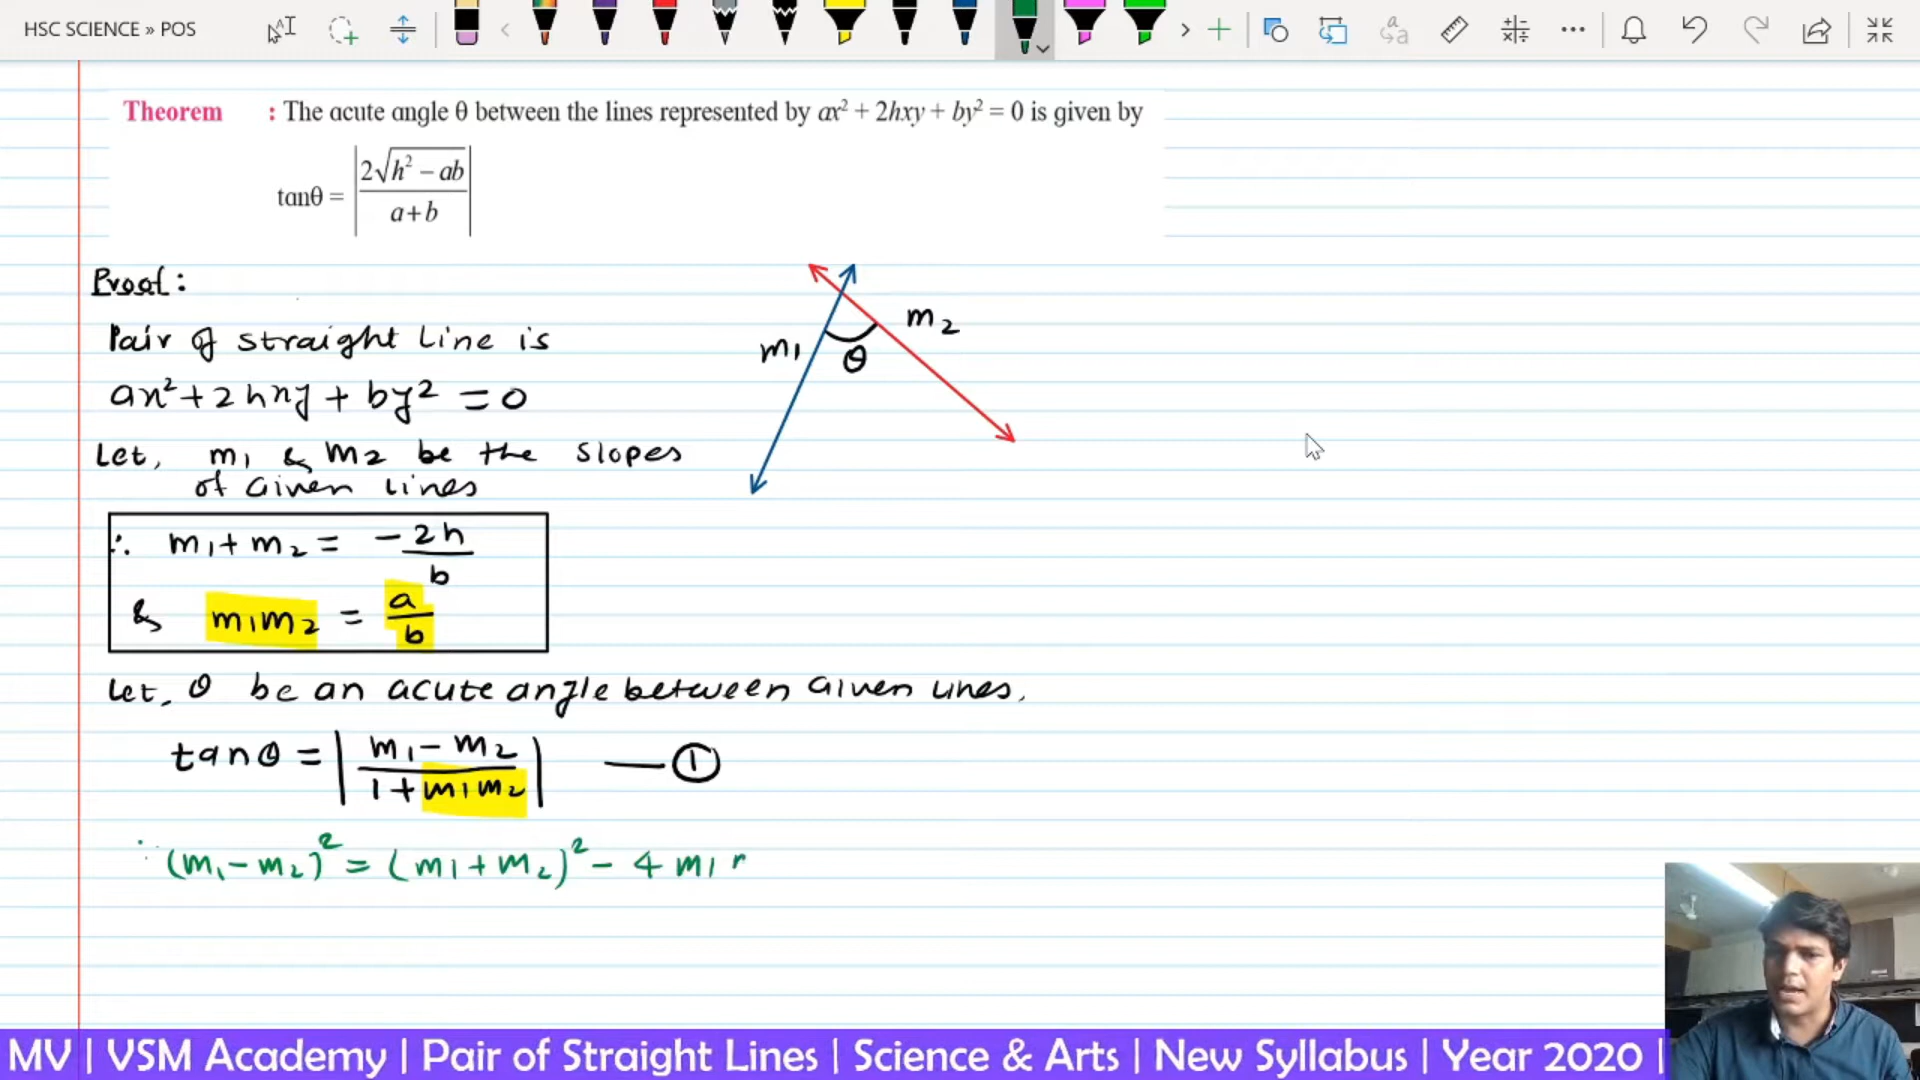 HSC SCIENCE » POS
Theorem : The acute angle θ between the lines represented by ax² + 2hxy + by² = 0 is given by
tanθ = |2√(h² – ab) / (a+b)|
Proof:
Pair of straight Line is
ax²+2hxy+by² = 0
m₁
m₂
θ
Let, m₁ & m₂ be the slopes
of Given Lines
∴ m₁+m₂ = -2h/b
& m₁m₂ = a/b
Let, θ be an acute angle between Given Lines.
tanθ = |(m₁-m₂)/(1+m₁m₂)| —①
∵ (m₁-m₂)² = (m₁+m₂)² - 4m₁
MV | VSM Academy | Pair of Straight Lines | Science & Arts | New Syllabus | Year 2020 |